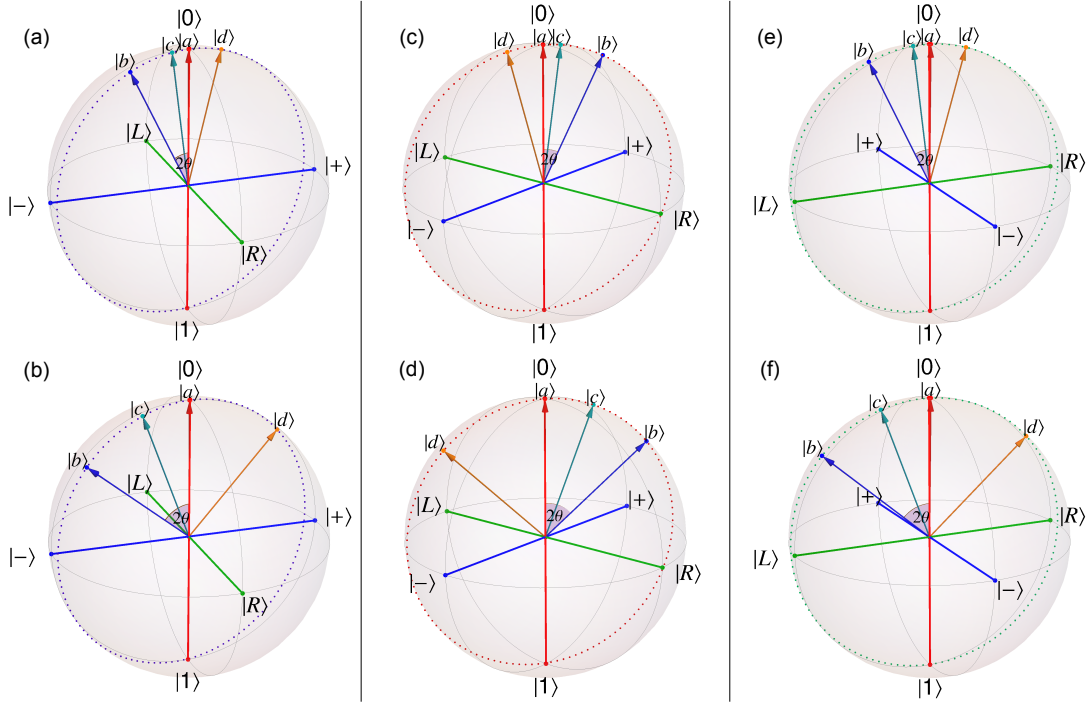 (a)
|0⟩
|b⟩
|c⟩
|a⟩
|d⟩
|L⟩
2θ
|+⟩
|−⟩
|R⟩
|1⟩
(c)
|0⟩
|d⟩
|a⟩
|c⟩
|b⟩
|L⟩
2θ
|+⟩
|−⟩
|R⟩
|1⟩
(e)
|0⟩
|b⟩
|c⟩
|a⟩
|d⟩
|+⟩
2θ
|R⟩
|L⟩
|−⟩
|1⟩
(b)
|0⟩
|c⟩
|a⟩
|d⟩
|b⟩
|L⟩
2θ
|+⟩
|−⟩
|R⟩
|1⟩
(d)
|0⟩
|a⟩
|c⟩
|d⟩
|b⟩
|L⟩
2θ
|+⟩
|−⟩
|R⟩
|1⟩
(f)
|0⟩
|c⟩
|a⟩
|d⟩
|b⟩
|+⟩
2θ
|R⟩
|L⟩
|−⟩
|1⟩